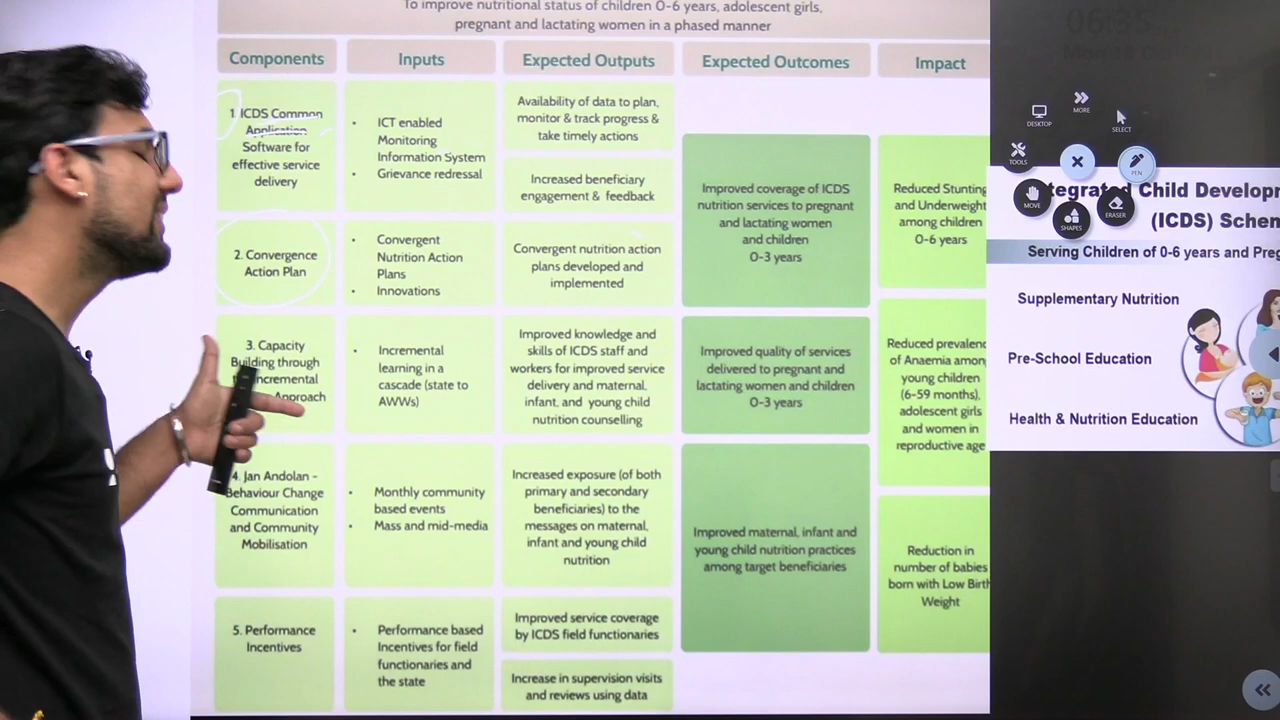 To improve nutritional status of children 0-6 years, adolescent girls,
pregnant and lactating women in a phased manner
Components
Inputs
Expected Outputs
Expected Outcomes
Impact
1. ICDS Common
Application
Software for
effective service
delivery
• ICT enabled
Monitoring
Information System
• Grievance redressal
Availability of data to plan,
monitor & track progress &
take timely actions
Increased beneficiary
engagement & feedback
2. Convergence
Action Plan
• Convergent
Nutrition Action
Plans
• Innovations
Convergent nutrition action
plans developed and
implemented
Improved coverage of ICDS
nutrition services to pregnant
and lactating women
and children
0-3 years
Reduced Stunting
and Underweight
among children
0-6 years
3. Capacity
Building through
Incremental
Approach
• Incremental
learning in a
cascade (state to
AWWs)
Improved knowledge and
skills of ICDS staff and
workers for improved service
delivery and maternal,
infant, and young child
nutrition counselling
Improved quality of services
delivered to pregnant and
lactating women and children
0-3 years
Reduced prevalenc
of Anaemia among
young children
(6-59 months),
adolescent girls
and women in
reproductive age
4. Jan Andolan -
Behaviour Change
Communication
and Community
Mobilisation
• Monthly community
based events
• Mass and mid-media
Increased exposure (of both
primary and secondary
beneficiaries) to the
messages on maternal,
infant and young child
nutrition
Improved maternal, infant and
young child nutrition practices
among target beneficiaries
Reduction in
number of babies
born with Low Birth
Weight
5. Performance
Incentives
• Performance based
Incentives for field
functionaries and
the state
Improved service coverage
by ICDS field functionaries
Increase in supervision visits
and reviews using data
06:35
DESKTOP
MORE
SELECT
TOOLS
PEN
MOVE
SHAPES
ERASER
tegrated Child Developr
(ICDS) Schem
Serving Children of 0-6 years and Preg
Supplementary Nutrition
Pre-School Education
Health & Nutrition Education